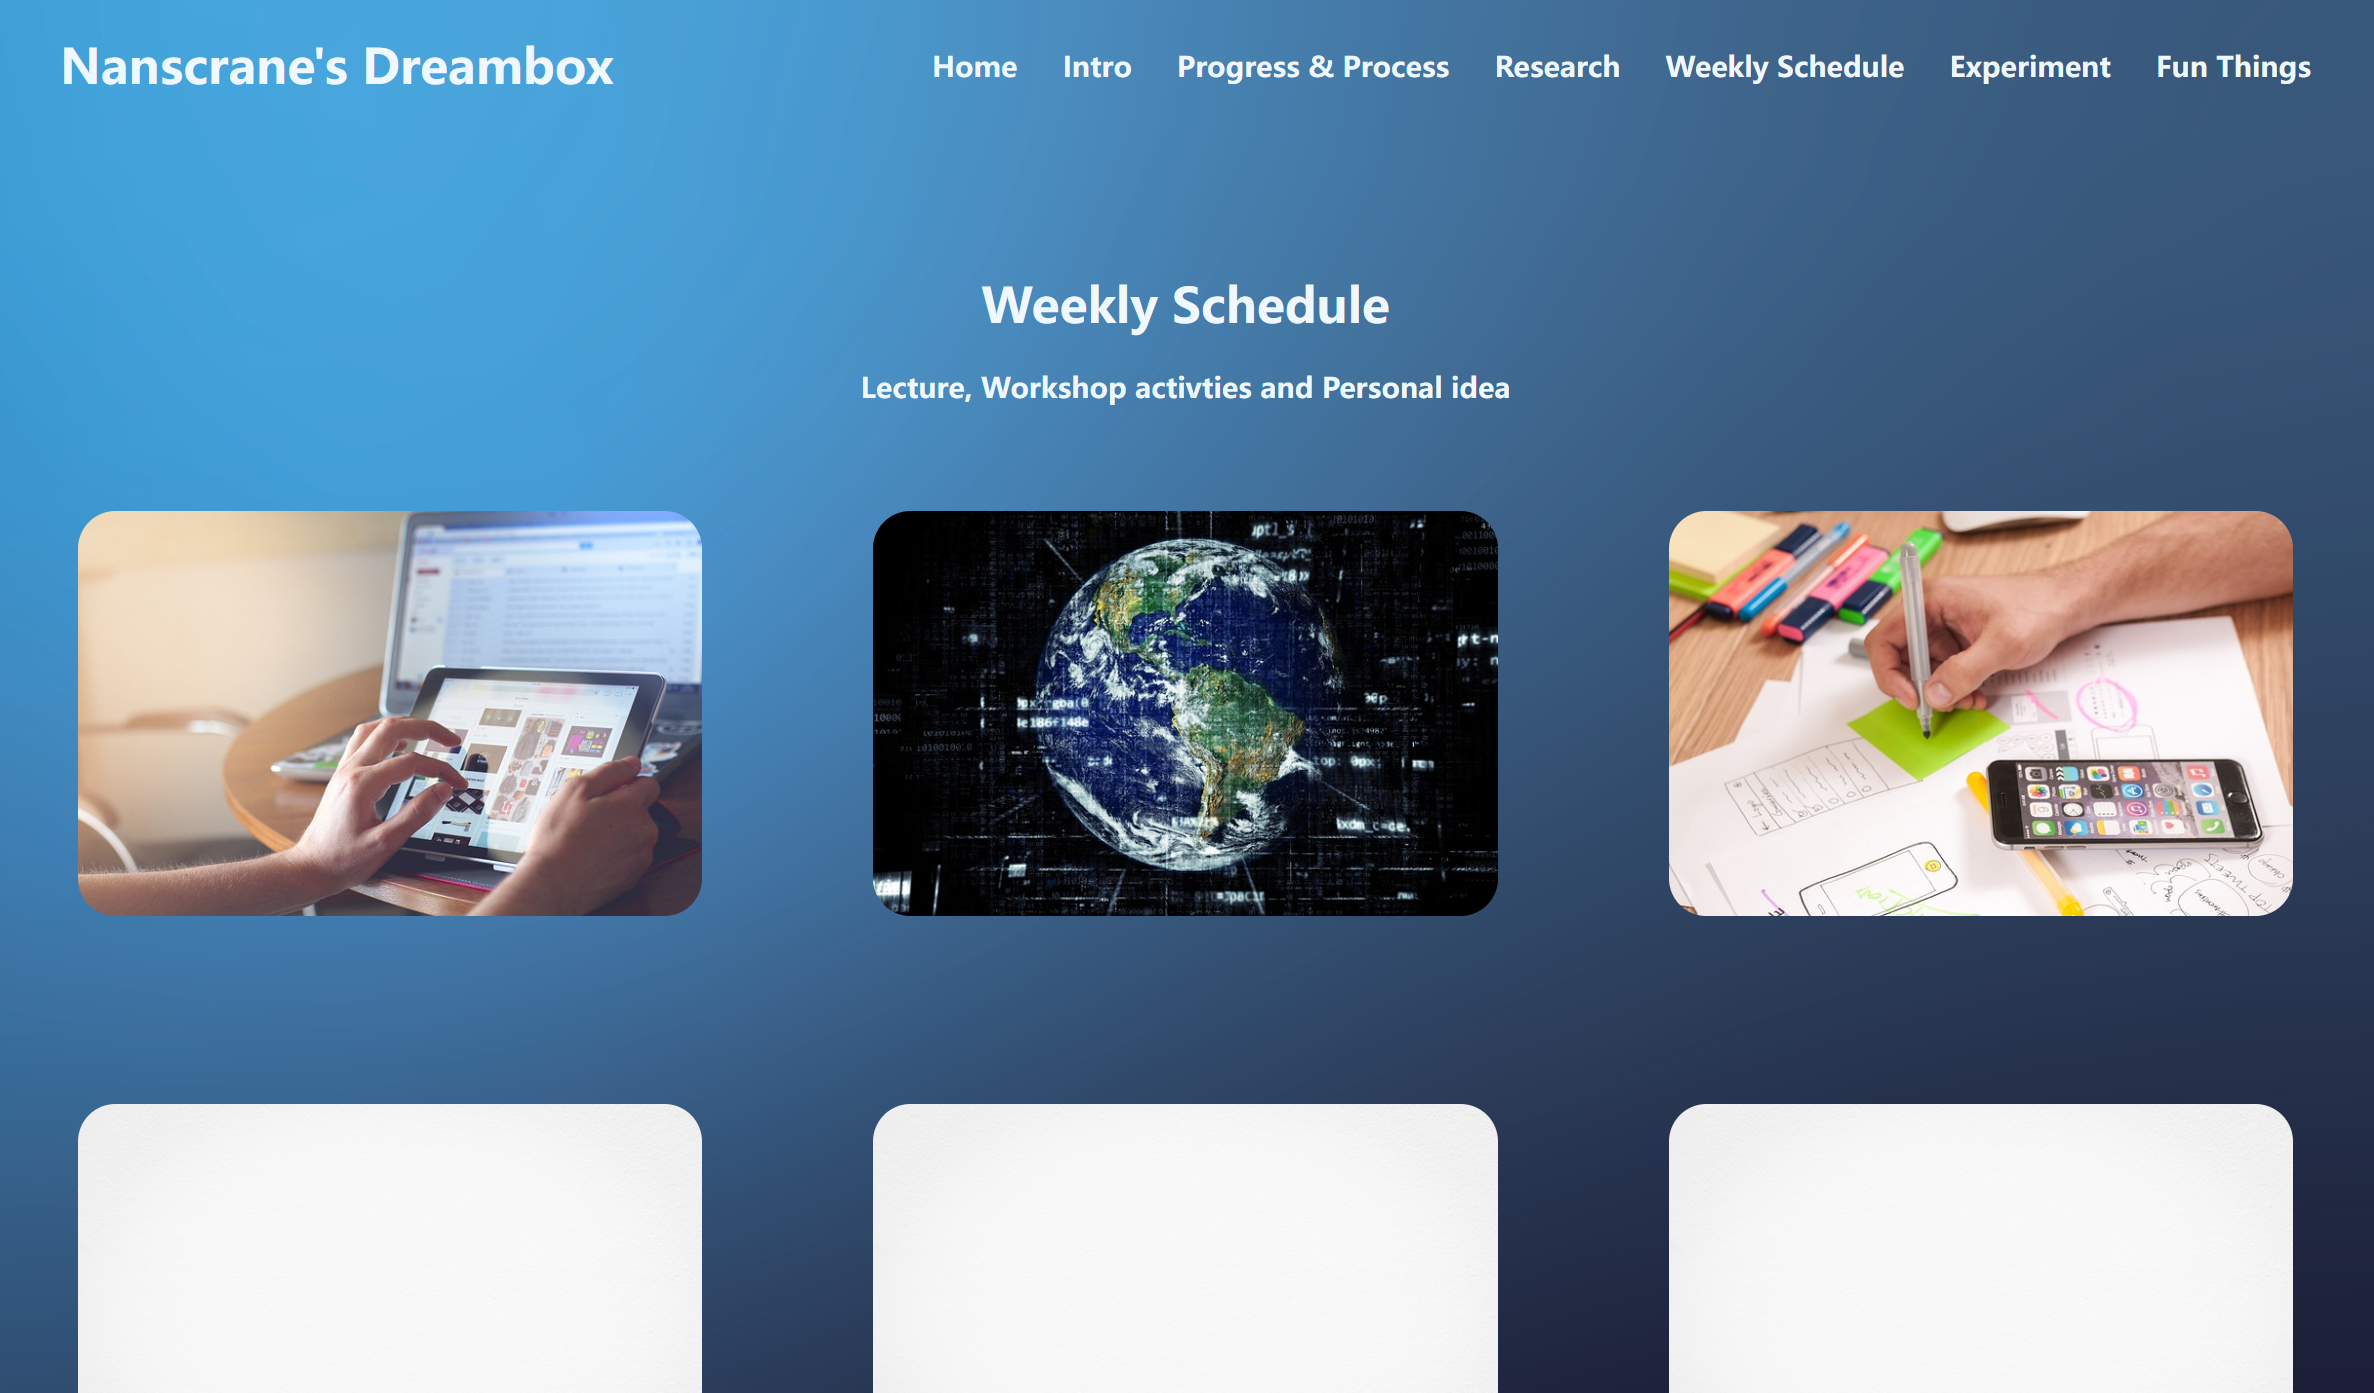 Nanscrane's Dreambox
Home Intro Progress & Process Research Weekly Schedule Experiment Fun Things
Weekly Schedule
Lecture, Workshop activties and Personal idea